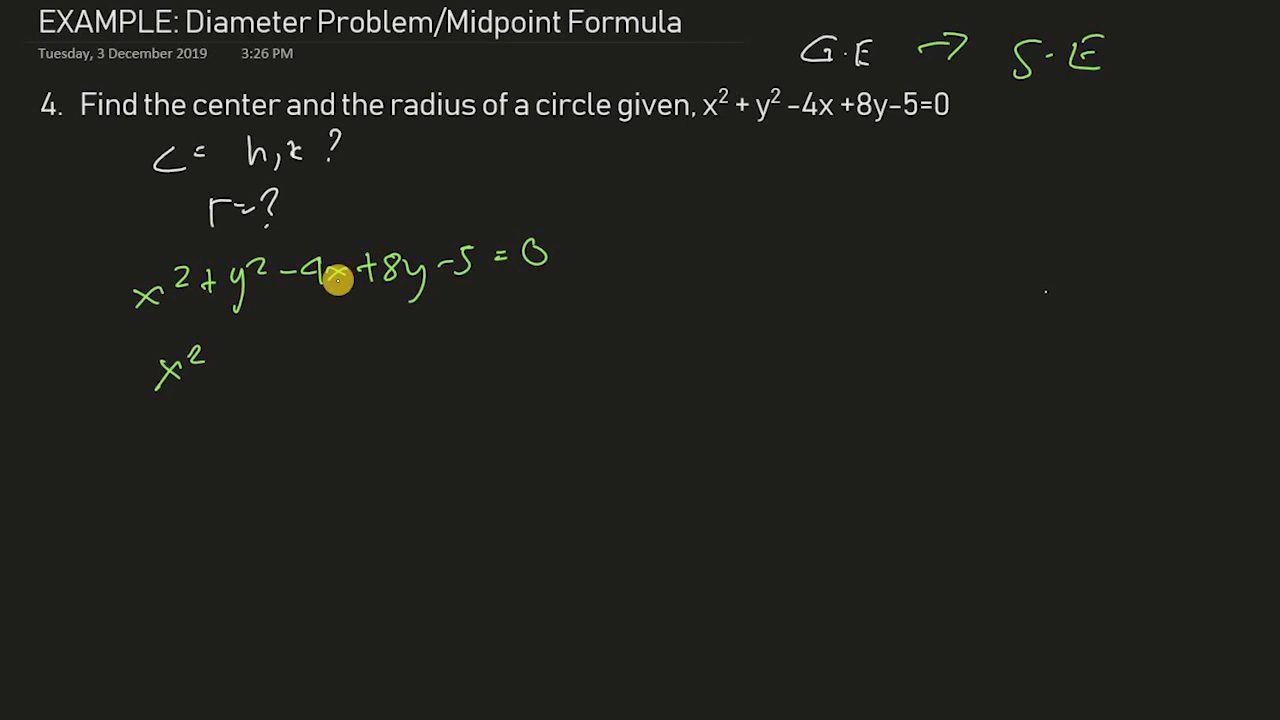 EXAMPLE: Diameter Problem/Midpoint Formula
Tuesday, 3 December 2019 3:26 PM
G.E → S.E
4. Find the center and the radius of a circle given, x² + y² –4x +8y–5=0
C= h,k ?
r=?
x² + y² - 4x + 8y - 5 = 0
x²